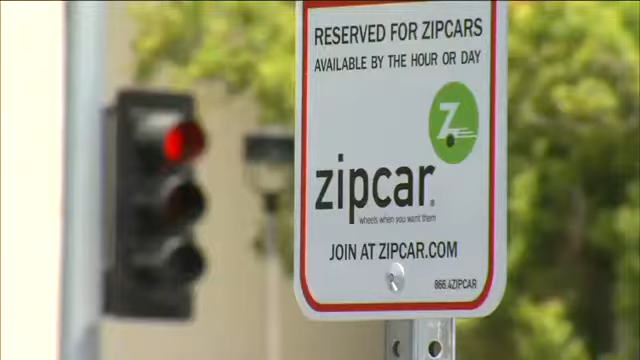 RESERVED FOR ZIPCARS
AVAILABLE BY THE HOUR OR DAY
Z
zipcar®
wheels when you want them
JOIN AT ZIPCAR.COM
866.4ZIPCAR